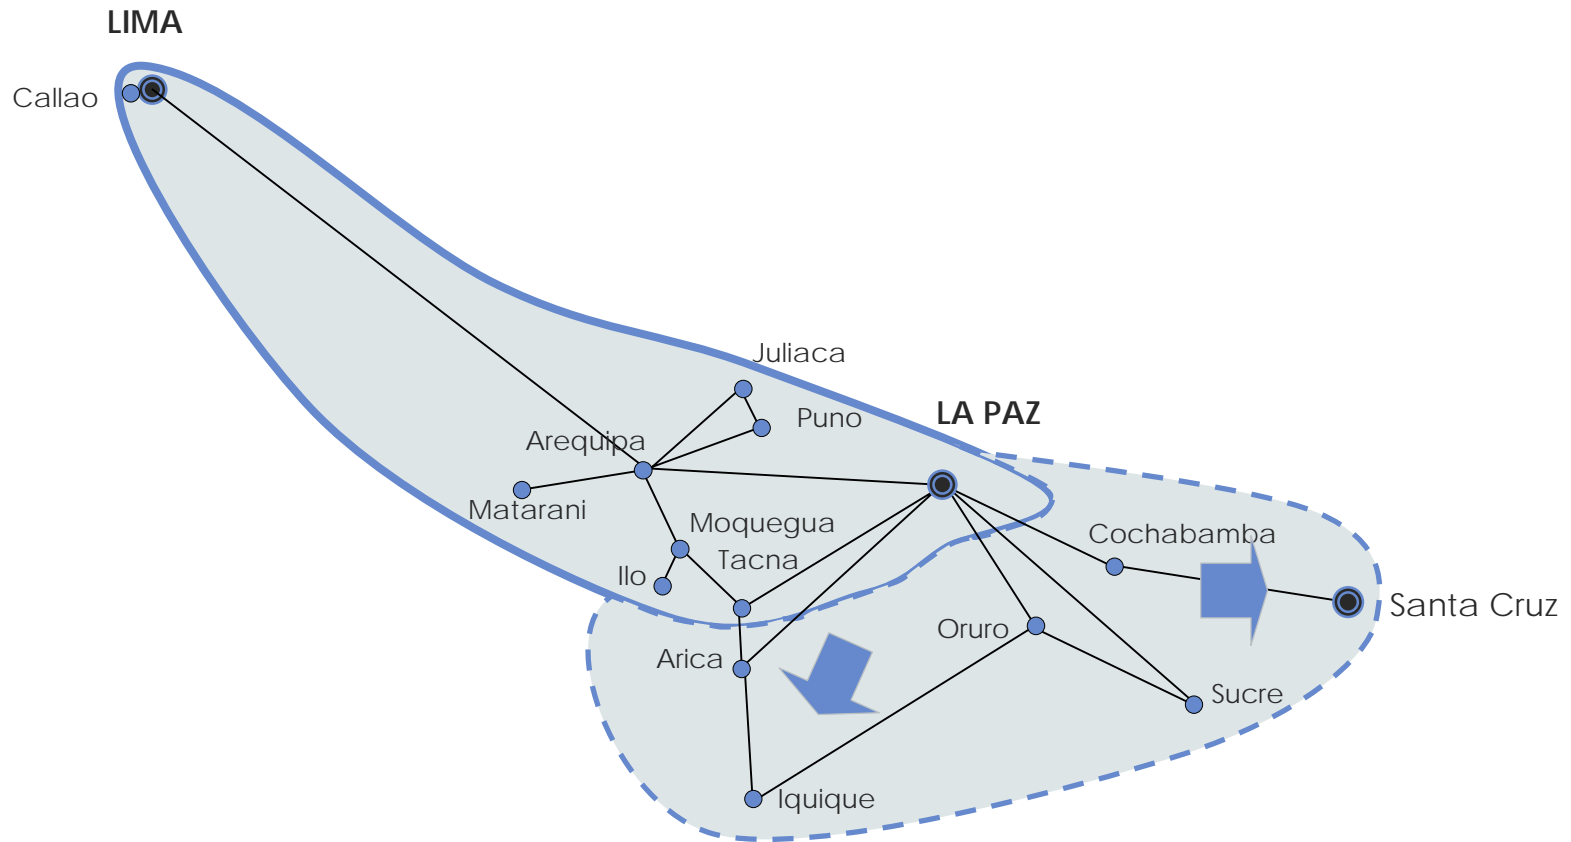 LIMA
Callao
Juliaca
LA PAZ
Puno
Arequipa
Matarani
Moquegua
Cochabamba
Tacna
Ilo
Santa Cruz
Oruro
Arica
Sucre
Iquique